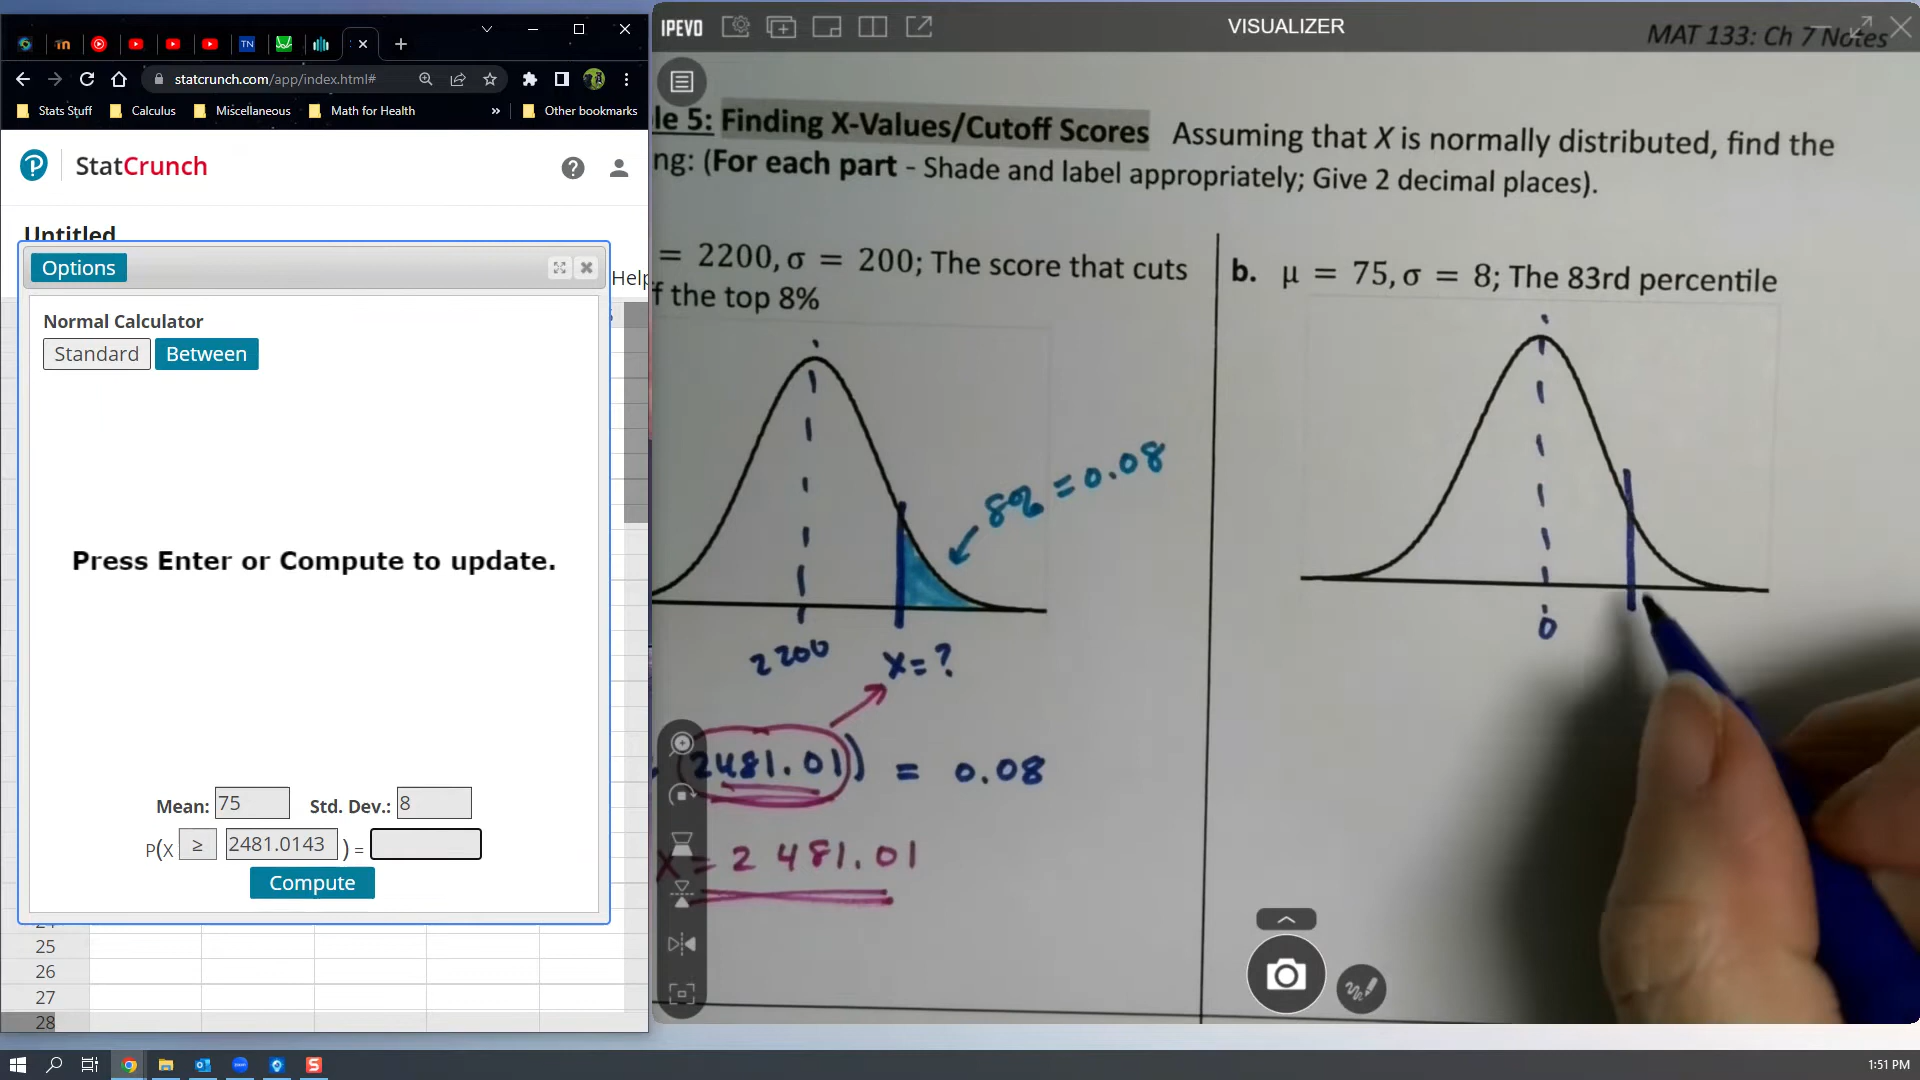 TN
statcrunch.com/app/index.html#
Stats Stuff
Calculus
Miscellaneous
Math for Health
»
Other bookmarks
StatCrunch
Untitled
Help
Options
Normal Calculator
Standard
Between
Press Enter or Compute to update.
Mean: 75 Std. Dev.: 8
P(X ≥ 2481.0143 ) =
Compute
25
26
27
28
IPEVO
VISUALIZER
MAT 133: Ch 7 Notes
le 5: Finding X-Values/Cutoff Scores Assuming that X is normally distributed, find the
ng: (For each part - Shade and label appropriately; Give 2 decimal places).
= 2200, σ = 200; The score that cuts
f the top 8%
8% = 0.08
2200
x = ?
2481.01) = 0.08
X = 2481.01
b. μ = 75, σ = 8; The 83rd percentile
0
1:51 PM